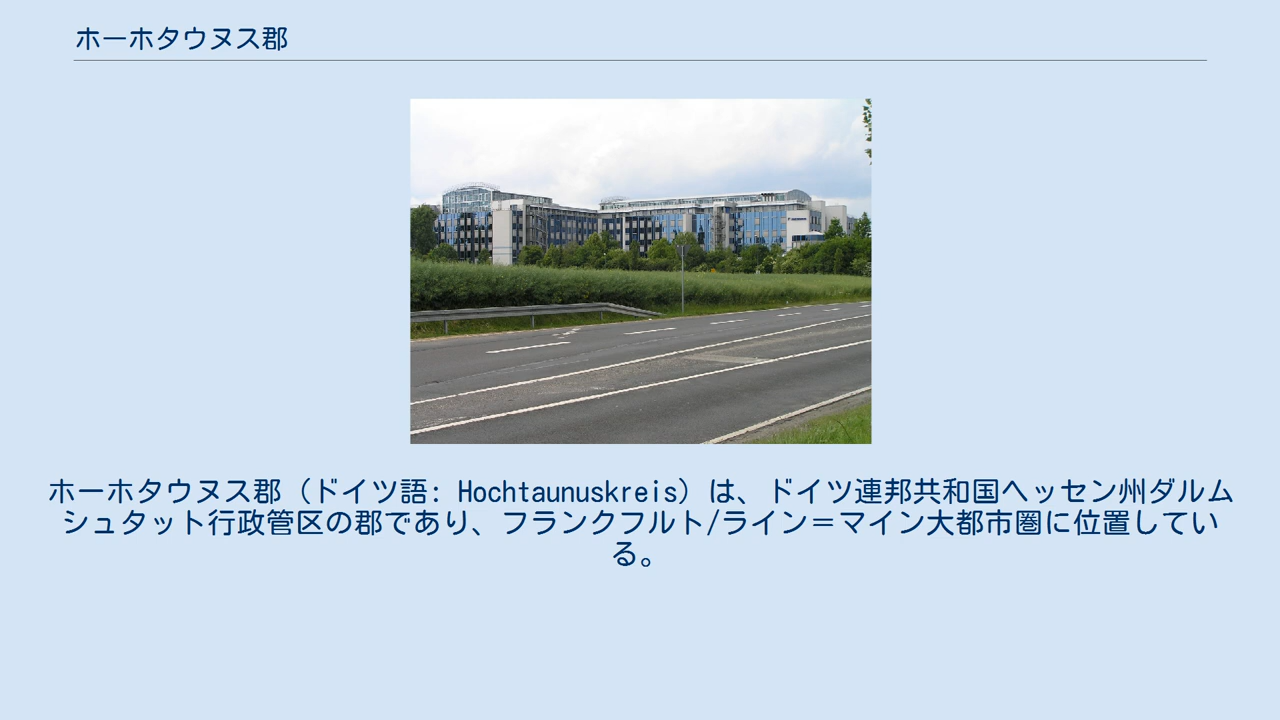 ホーホタウヌス郡
ホーホタウヌス郡（ドイツ語: Hochtaunuskreis）は、ドイツ連邦共和国ヘッセン州ダルム
シュタット行政管区の郡であり、フランクフルト/ライン＝マイン大都市圏に位置してい
る。